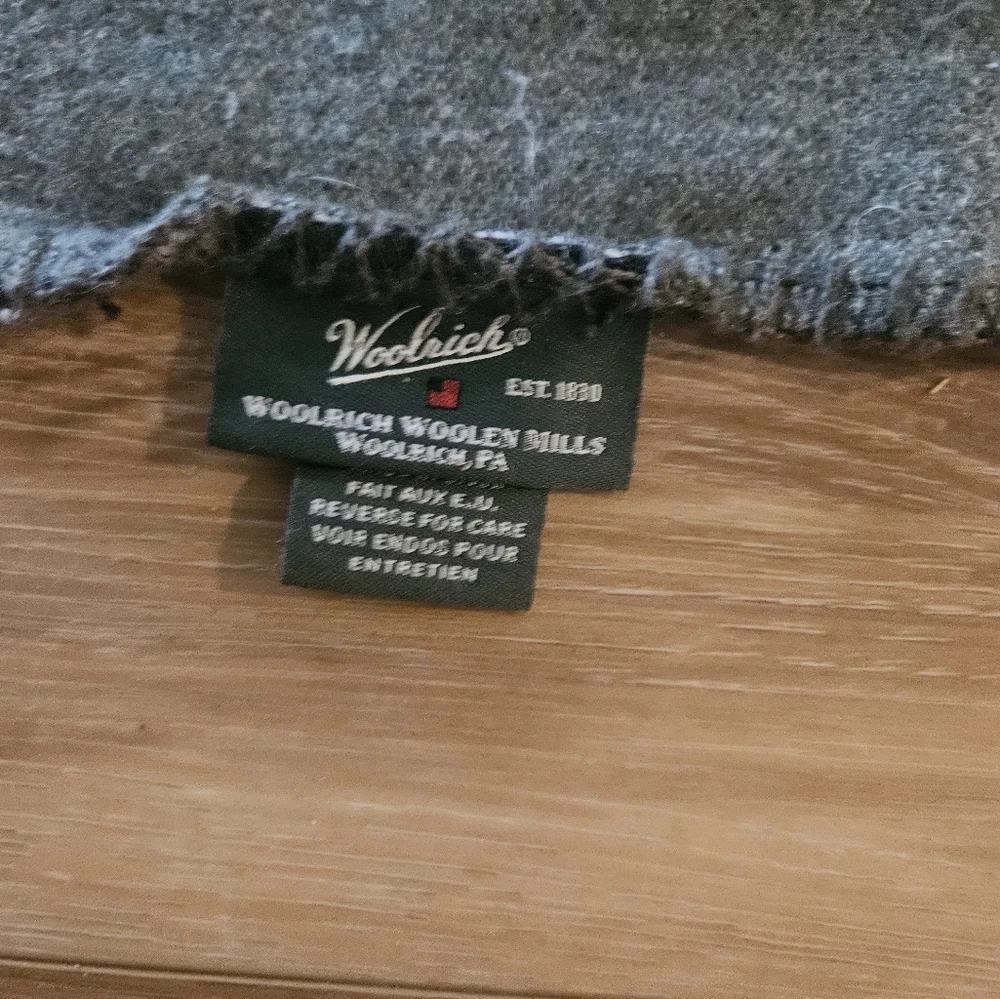 Woolrich®
EST. 1830
WOOLRICH WOOLEN MILLS
WOOLRICH, PA
FAIT AUX E.U.
REVERSE FOR CARE
VOIR ENDOS POUR
ENTRETIEN